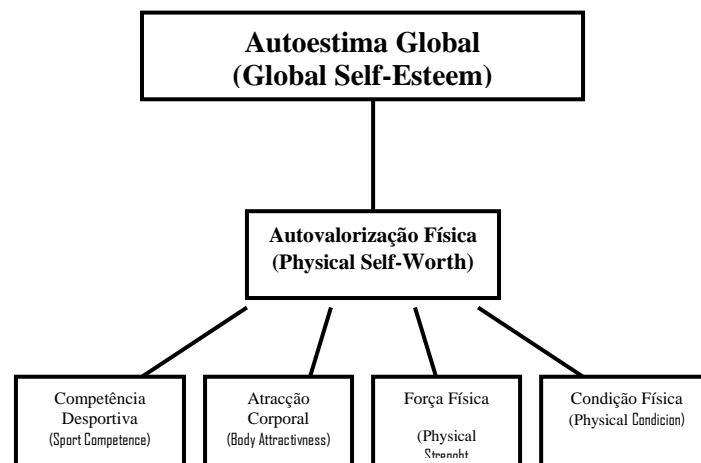 Autoestima Global
(Global Self-Esteem)
Autovalorização Física
(Physical Self-Worth)
Competência
Desportiva
(Sport Competence)
Atracção
Corporal
(Body Attractivness)
Força Física
(Physical
Strenght
Condição Física
(Physical Condicion)